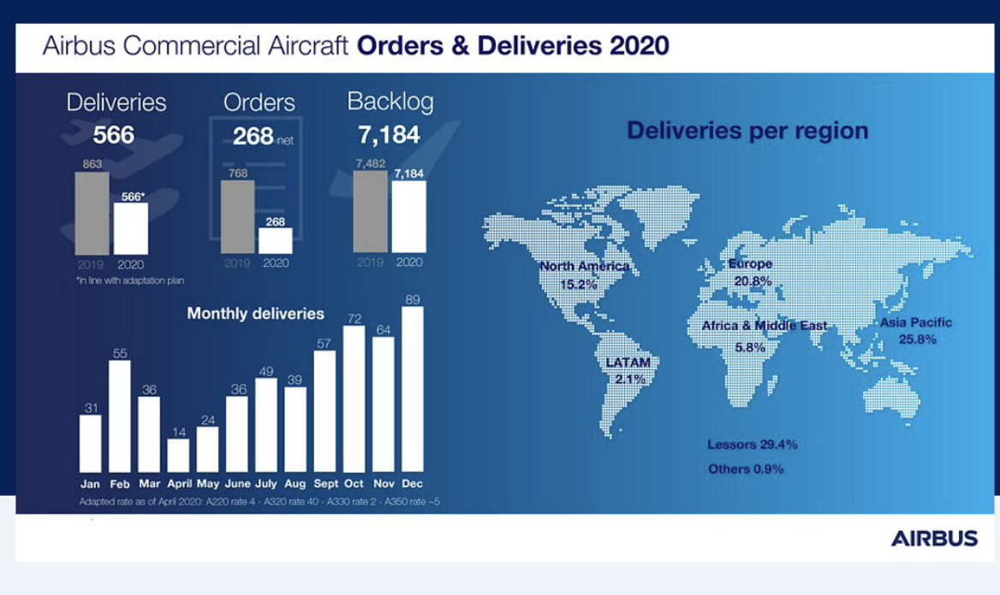 Airbus Commercial Aircraft Orders & Deliveries 2020
Deliveries
566
863
566*
2019 2020
*in line with adaptation plan
Orders
268 net
768
268
2019 2020
Backlog
7,184
7,482
7,184
2019 2020
Monthly deliveries
31
55
36
14
24
36
49
39
57
72
64
89
Jan Feb Mar April May June July Aug Sept Oct Nov Dec
Adapted rate as of April 2020: A220 rate 4 - A320 rate 40 - A330 rate 2 - A350 rate ~5
Deliveries per region
North America
15.2%
Europe
20.8%
Africa & Middle East
5.8%
Asia Pacific
25.8%
LATAM
2.1%
Lessors 29.4%
Others 0.9%
AIRBUS